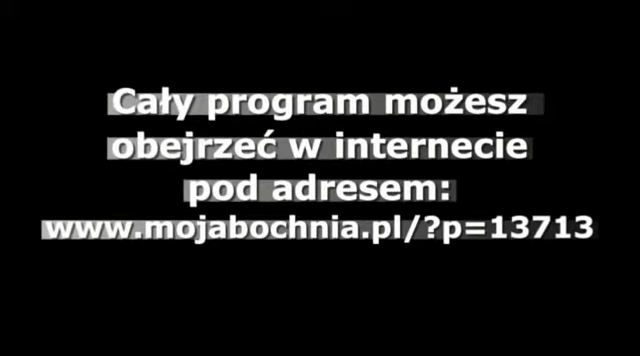 Cały program możesz
obejrzeć w internecie
pod adresem:
www.mojabochnia.pl/?p=13713